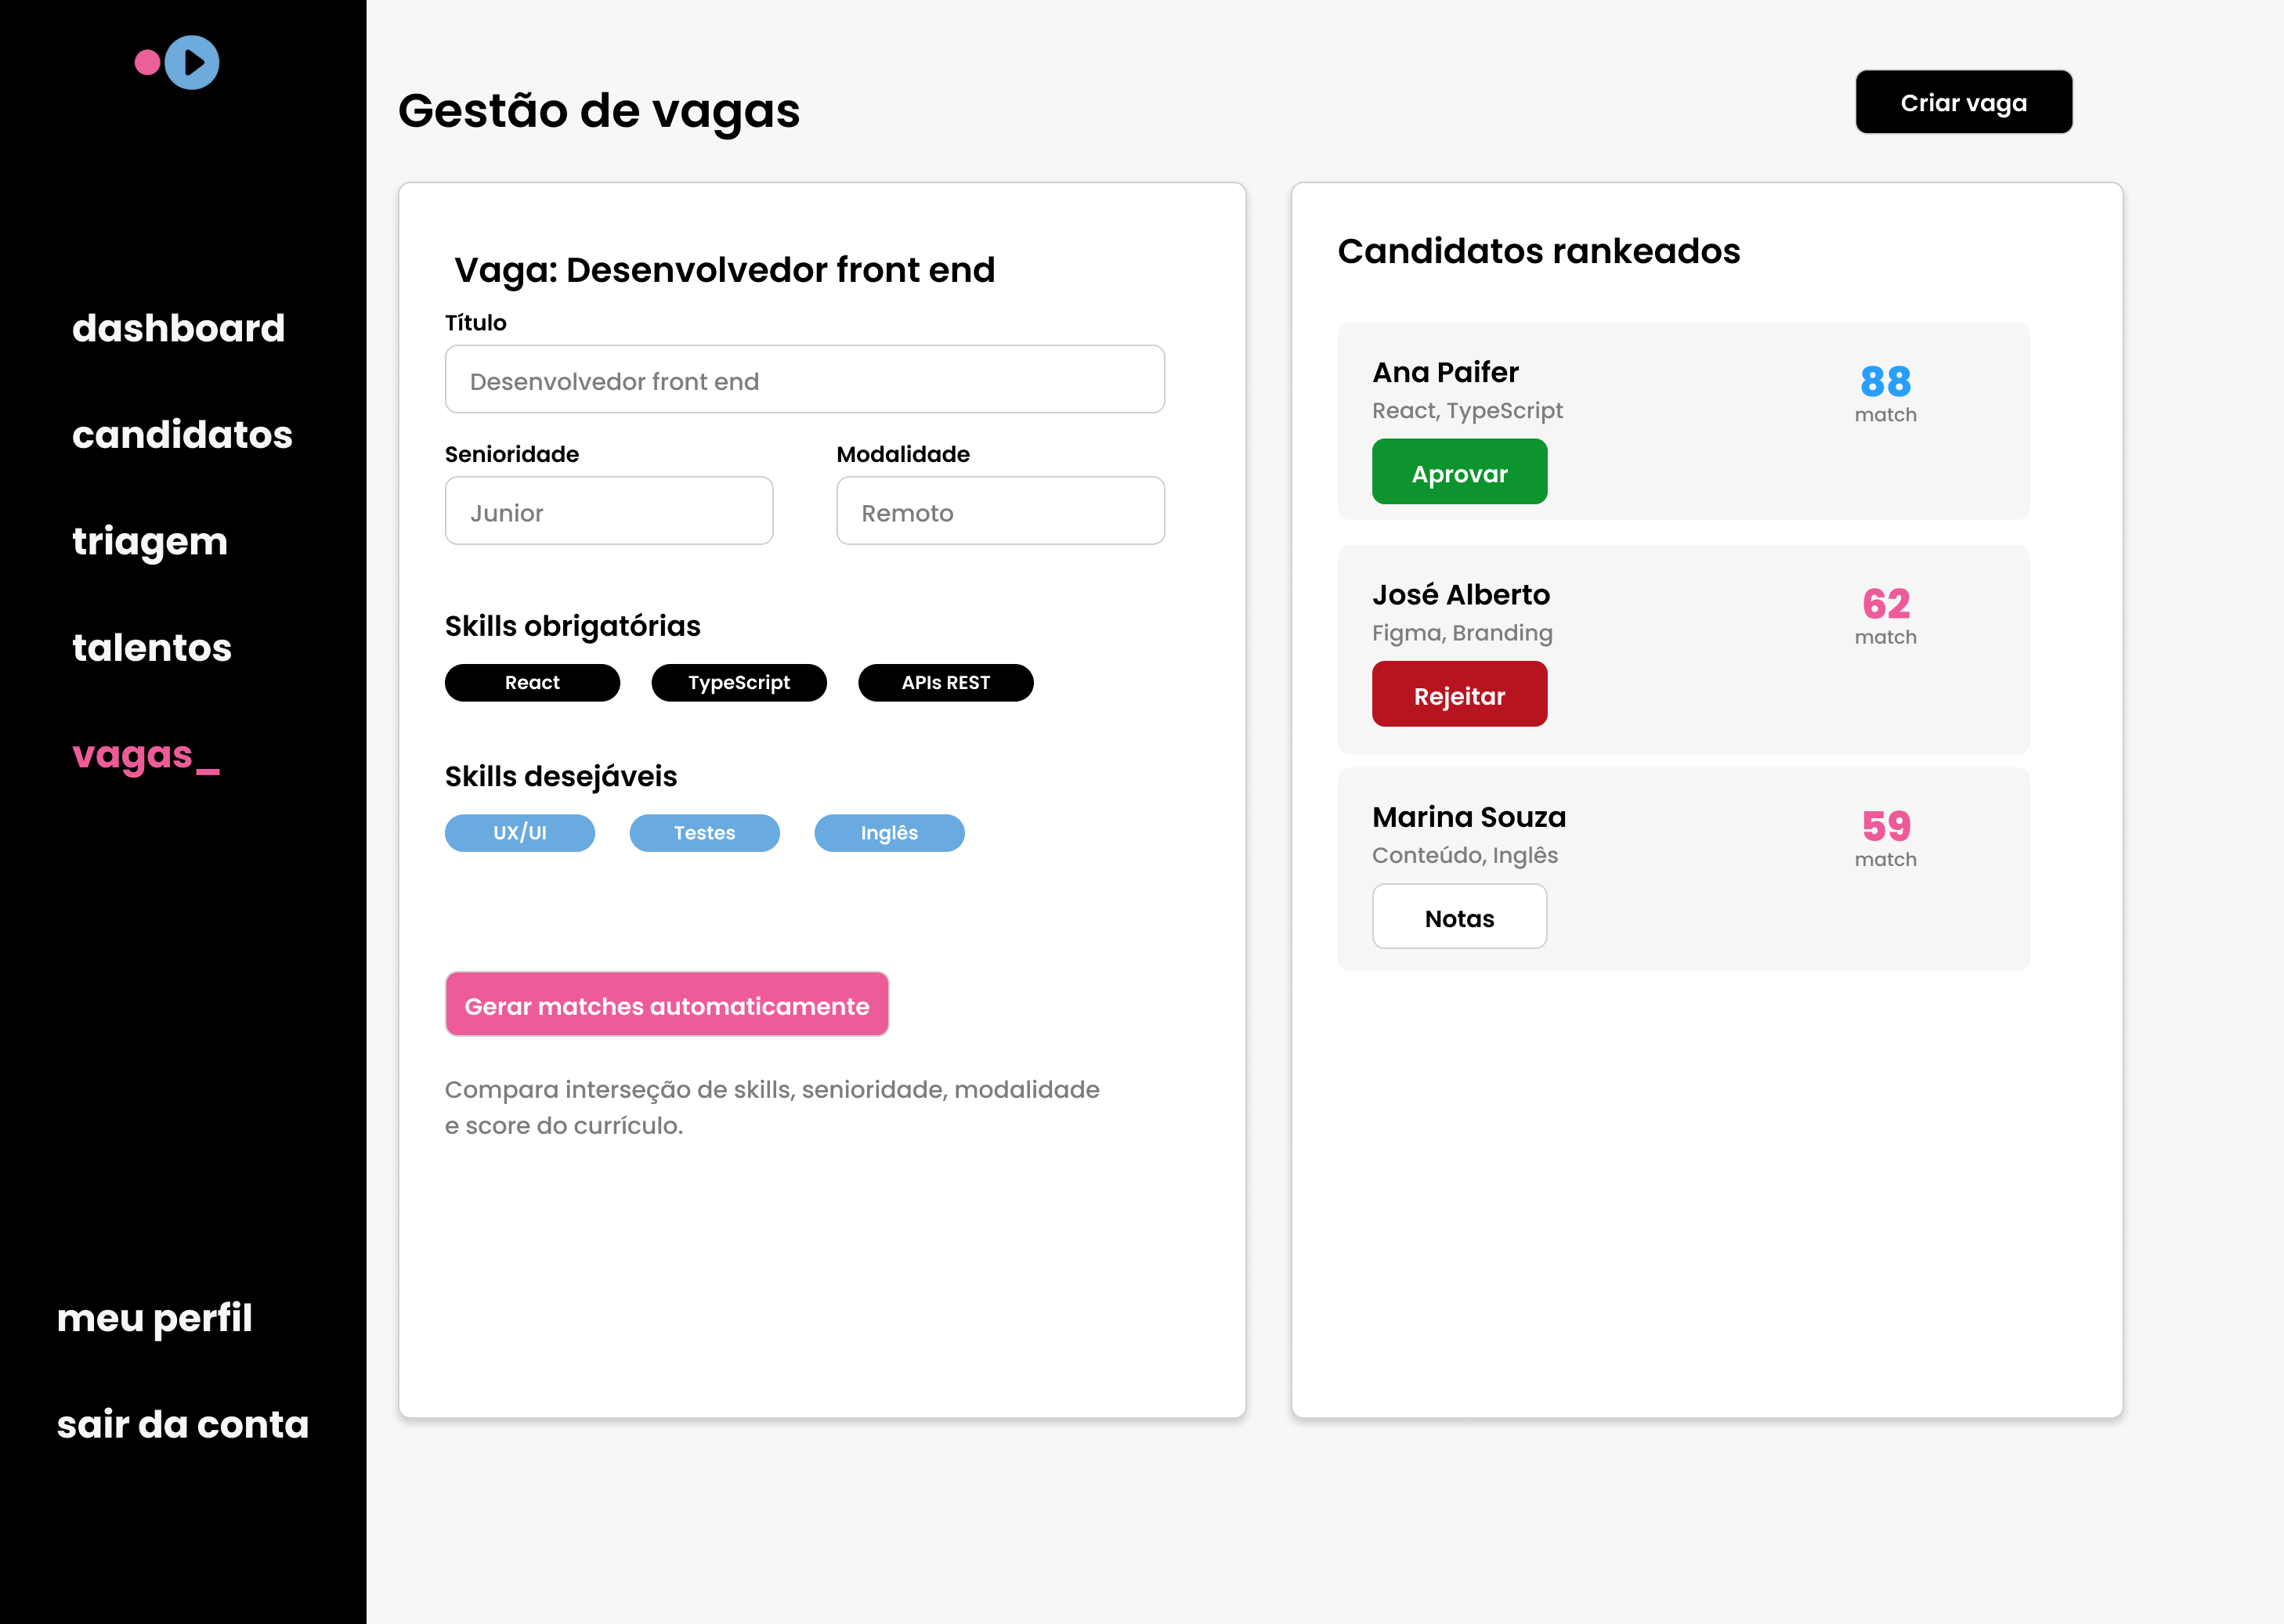 dashboard
candidatos
triagem
talentos
vagas_
meu perfil
sair da conta
Gestão de vagas
Criar vaga
Vaga: Desenvolvedor front end
Título
Desenvolvedor front end
Senioridade
Modalidade
Junior
Remoto
Skills obrigatórias
React
TypeScript
APIs REST
Skills desejáveis
UX/UI
Testes
Inglês
Gerar matches automaticamente
Compara interseção de skills, senioridade, modalidade
e score do currículo.
Candidatos rankeados
Ana Paifer
React, TypeScript
88
match
Aprovar
José Alberto
Figma, Branding
62
match
Rejeitar
Marina Souza
Conteúdo, Inglês
59
match
Notas